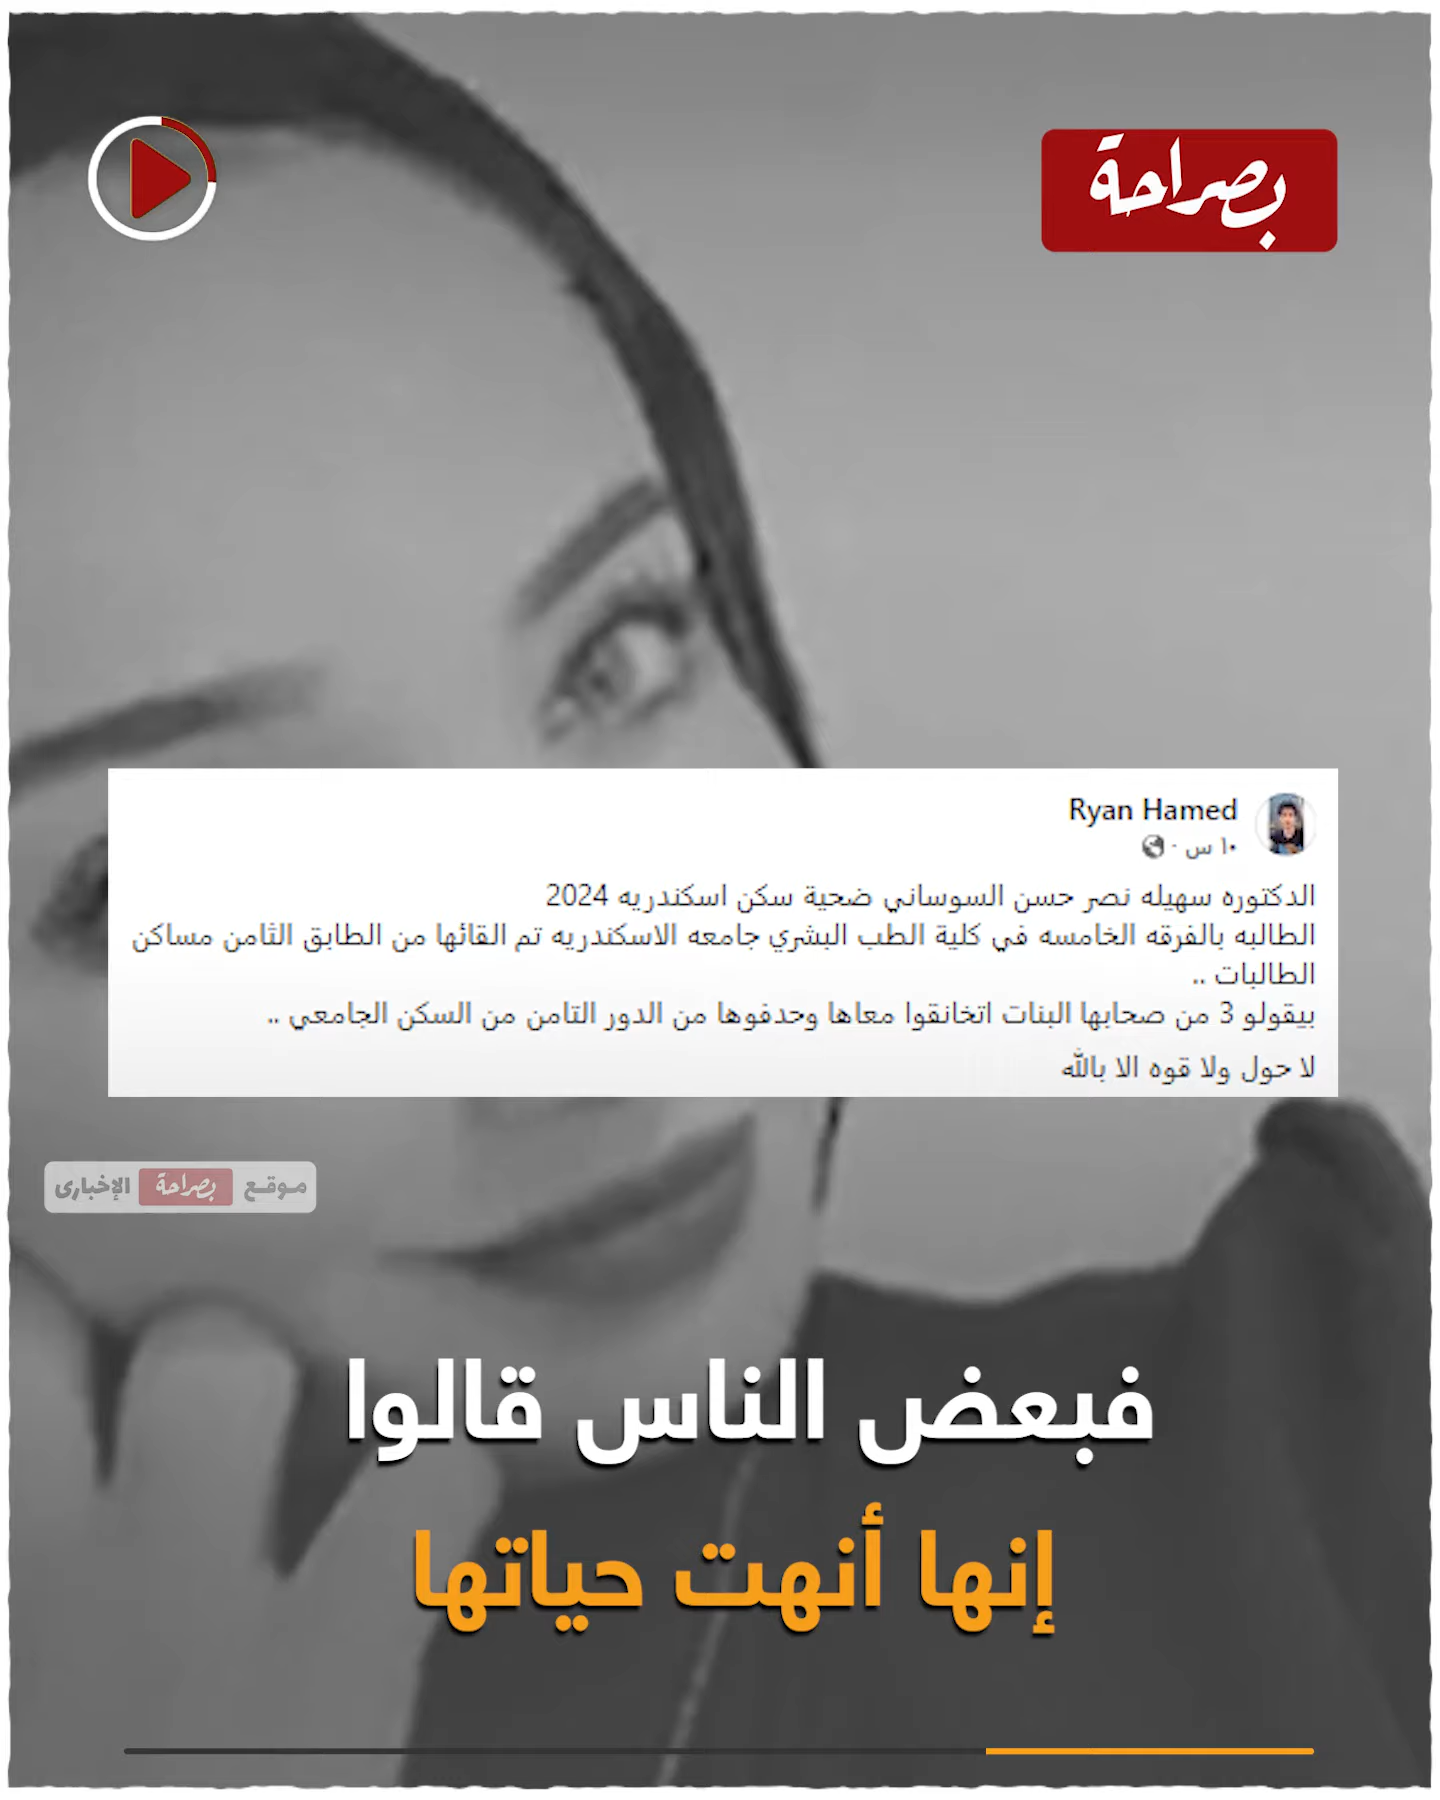 بصراحة
Ryan Hamed
١٠ س ·
الدكتوره سهيله نصر حسن السوساني ضحية سكن اسكندريه 2024
الطالبه بالفرقه الخامسه في كلية الطب البشري جامعه الاسكندريه تم القائها من الطابق الثامن مساكن
الطالبات ..
بيقولو 3 من صحابها البنات اتخانقوا معاها وحدفوها من الدور التامن من السكن الجامعي ..
لا حول ولا قوه الا بالله
موقع بصراحة الإخبارى
فبعض الناس قالوا
إنها أنهت حياتها